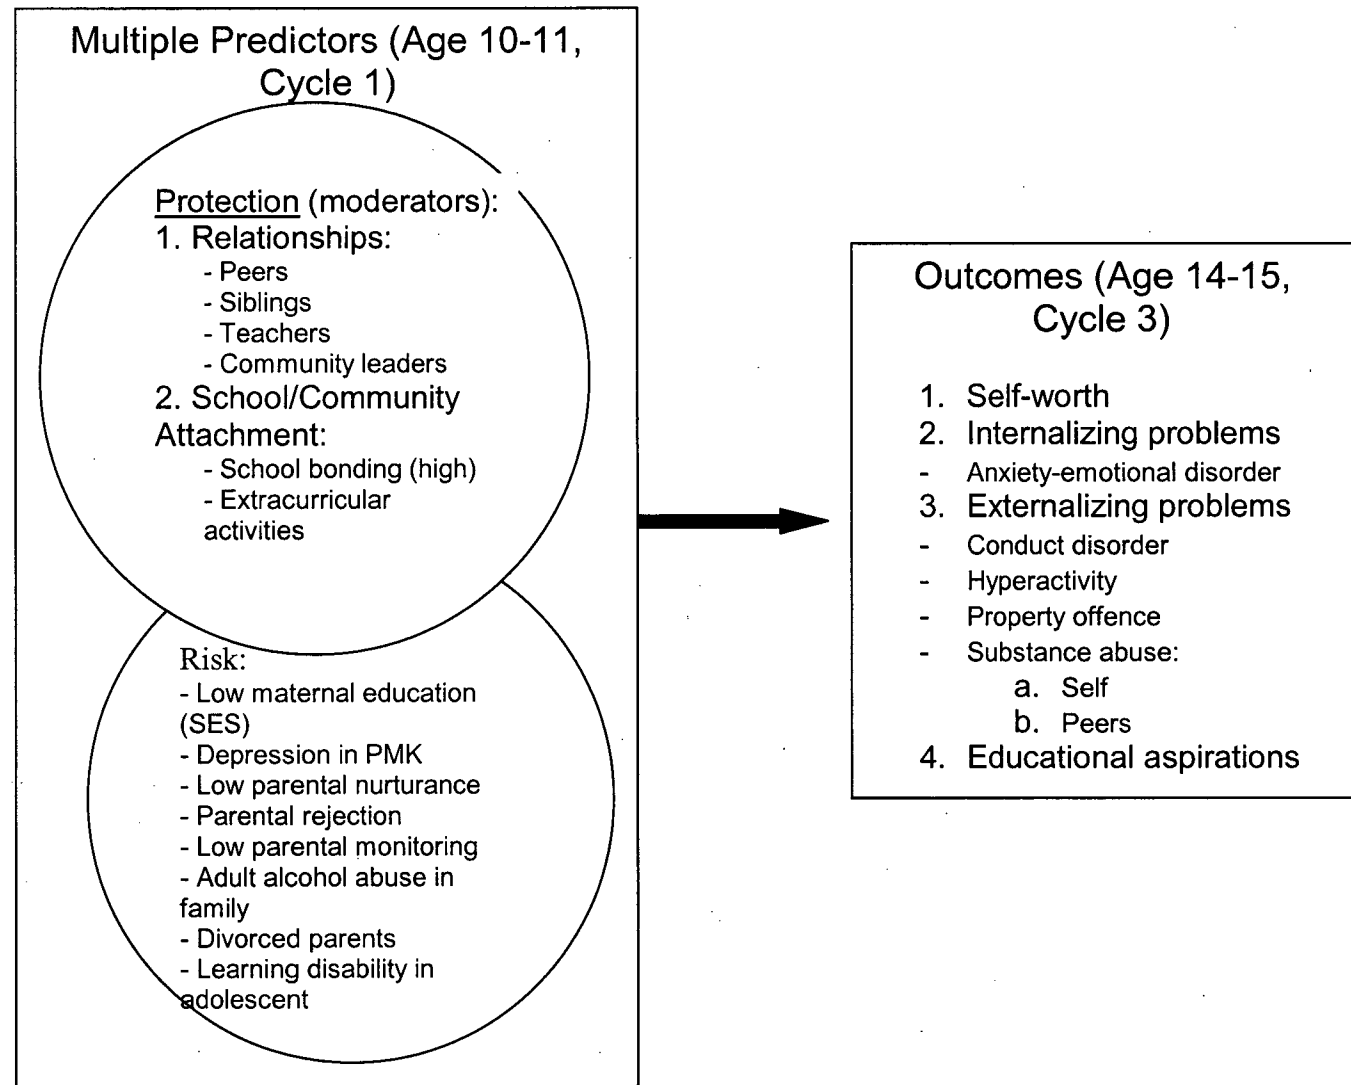 Multiple Predictors (Age 10-11,
Cycle 1)
Protection (moderators):
1. Relationships:
- Peers
- Siblings
- Teachers
- Community leaders
2. School/Community
Attachment:
- School bonding (high)
- Extracurricular
activities
Risk:
- Low maternal education
(SES)
- Depression in PMK
- Low parental nurturance
- Parental rejection
- Low parental monitoring
- Adult alcohol abuse in
family
- Divorced parents
- Learning disability in
adolescent
Outcomes (Age 14-15,
Cycle 3)
1. Self-worth
2. Internalizing problems
- Anxiety-emotional disorder
3. Externalizing problems
- Conduct disorder
- Hyperactivity
- Property offence
- Substance abuse:
a. Self
b. Peers
4. Educational aspirations